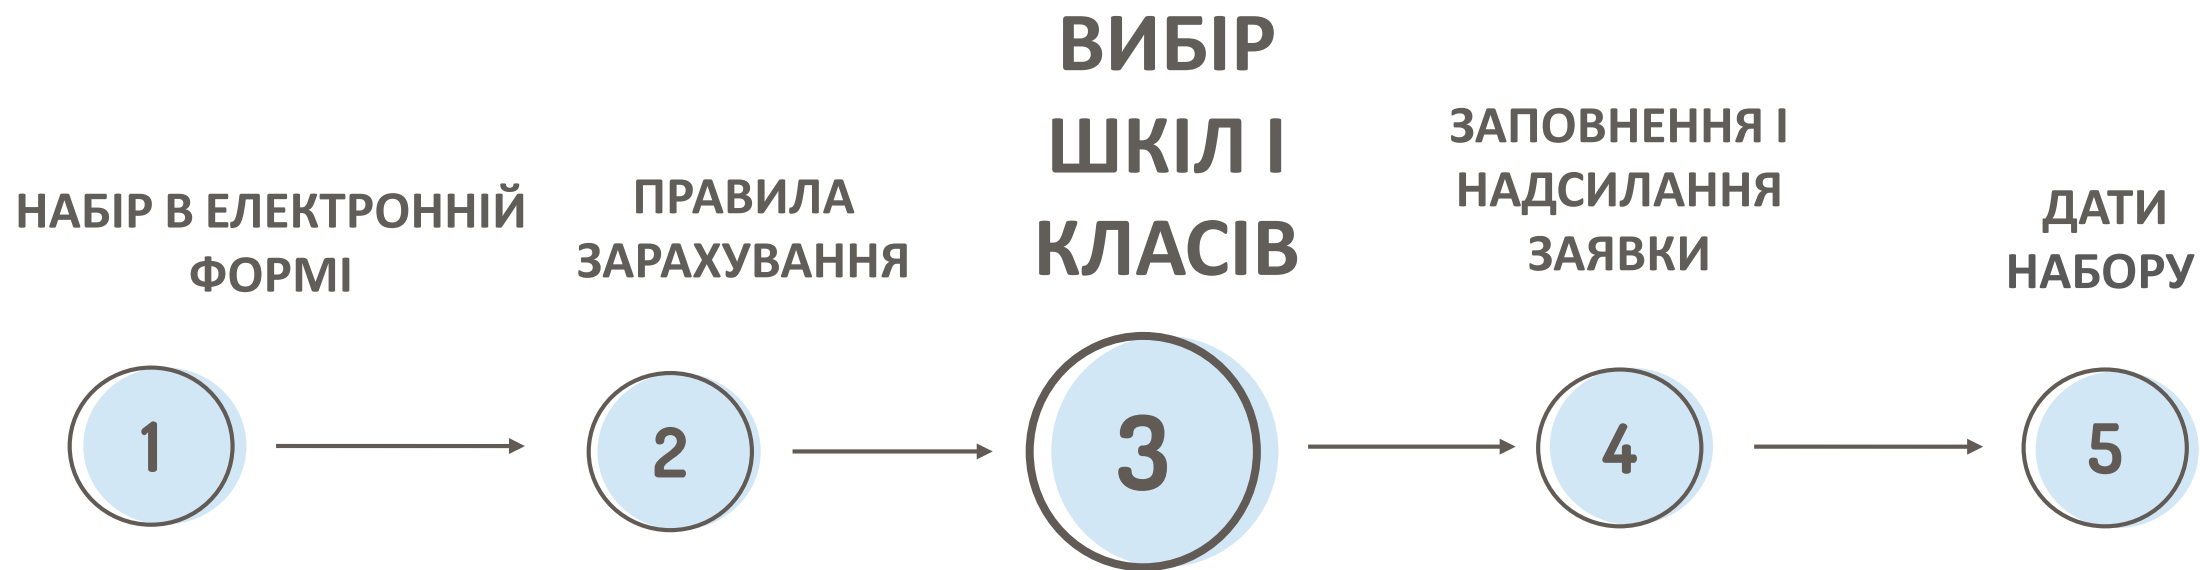 НАБІР В ЕЛЕКТРОННІЙ
ФОРМІ
ПРАВИЛА
ЗАРАХУВАННЯ
ВИБІР
ШКІЛ І
КЛАСІВ
ЗАПОВНЕННЯ І
НАДСИЛАННЯ
ЗАЯВКИ
ДАТИ
НАБОРУ
1
2
3
4
5